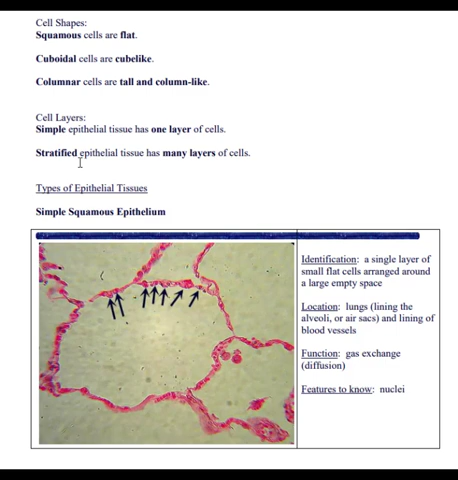 Cell Shapes:
Squamous cells are flat.
Cuboidal cells are cubelike.
Columnar cells are tall and column-like.
Cell Layers:
Simple epithelial tissue has one layer of cells.
Stratified epithelial tissue has many layers of cells.
Types of Epithelial Tissues
Simple Squamous Epithelium
Identification: a single layer of
small flat cells arranged around
a large empty space
Location: lungs (lining the
alveoli, or air sacs) and lining of
blood vessels
Function: gas exchange
(diffusion)
Features to know: nuclei